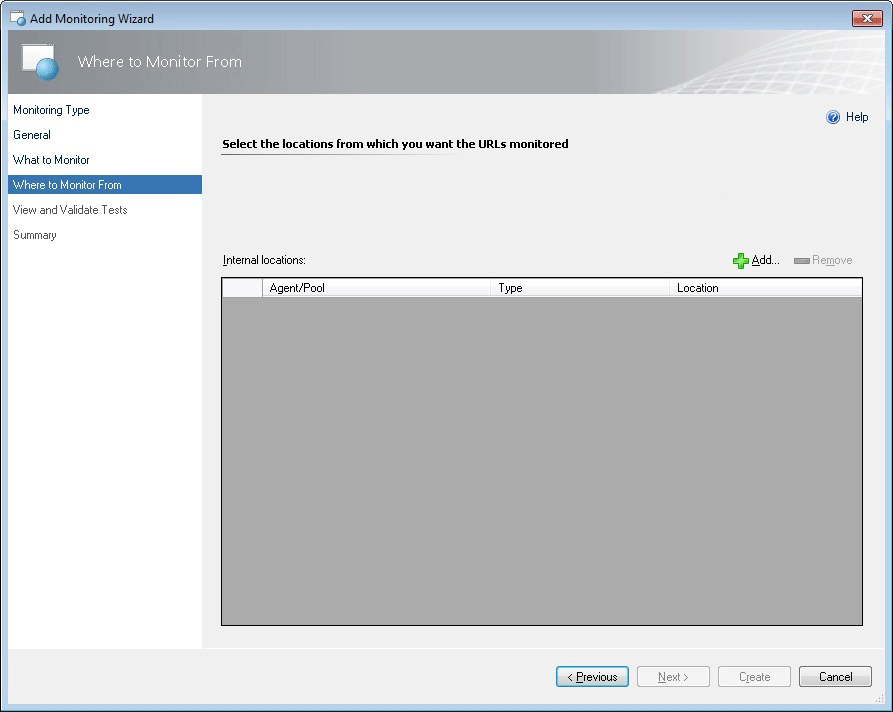 Add Monitoring Wizard
Where to Monitor From
Monitoring Type
General
What to Monitor
Where to Monitor From
View and Validate Tests
Summary
Help
Select the locations from which you want the URLs monitored
Internal locations:
Add...
Remove
Agent/Pool
Type
Location
< Previous
Next >
Create
Cancel